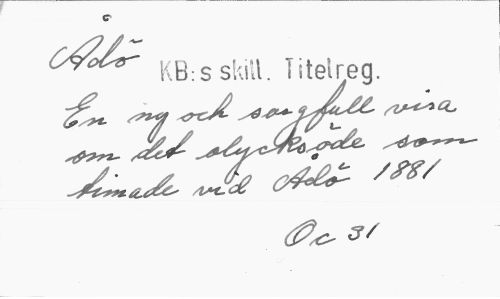 Ådö
KB:s skill. Titelreg.
En ny och sorgfull visa
om det olycksöde som
timade vid Ådö 1881
Oc 31